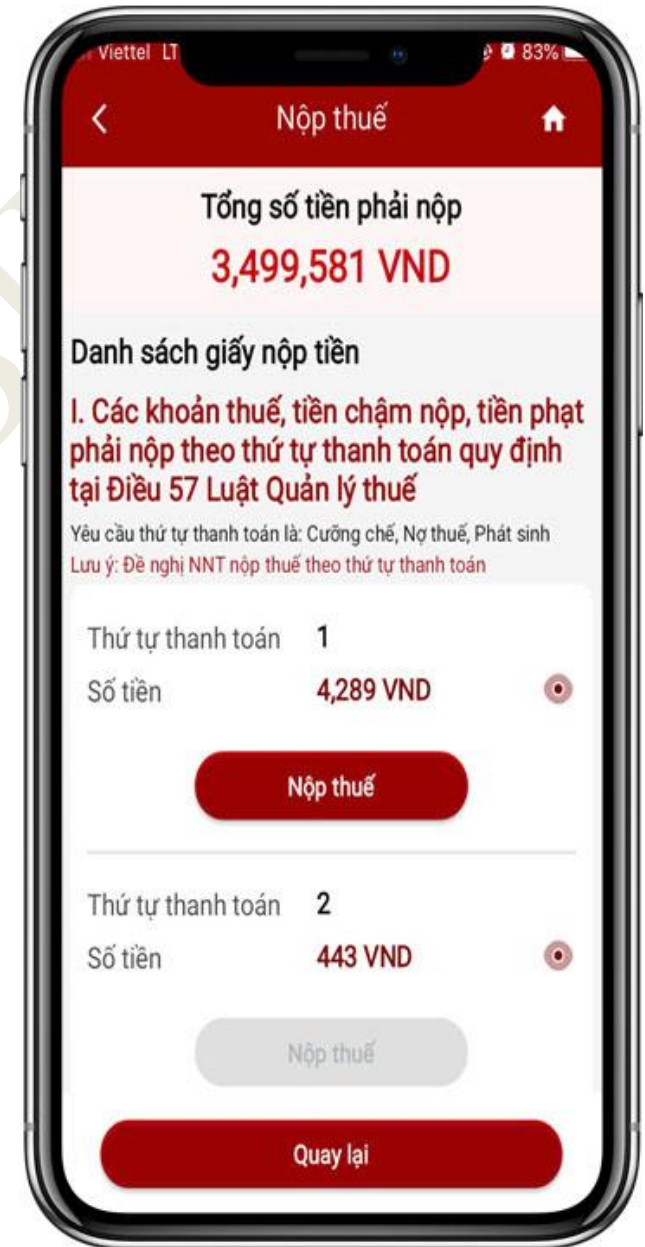 Viettel LT
83%
Nộp thuế
Tổng số tiền phải nộp
3,499,581 VND
Danh sách giấy nộp tiền
I. Các khoản thuế, tiền chậm nộp, tiền phạt
phải nộp theo thứ tự thanh toán quy định
tại Điều 57 Luật Quản lý thuế
Yêu cầu thứ tự thanh toán là: Cưỡng chế, Nợ thuế, Phát sinh
Lưu ý: Đề nghị NNT nộp thuế theo thứ tự thanh toán
Thứ tự thanh toán 1
Số tiền 4,289 VND
Nộp thuế
Thứ tự thanh toán 2
Số tiền 443 VND
Nộp thuế
Quay lại